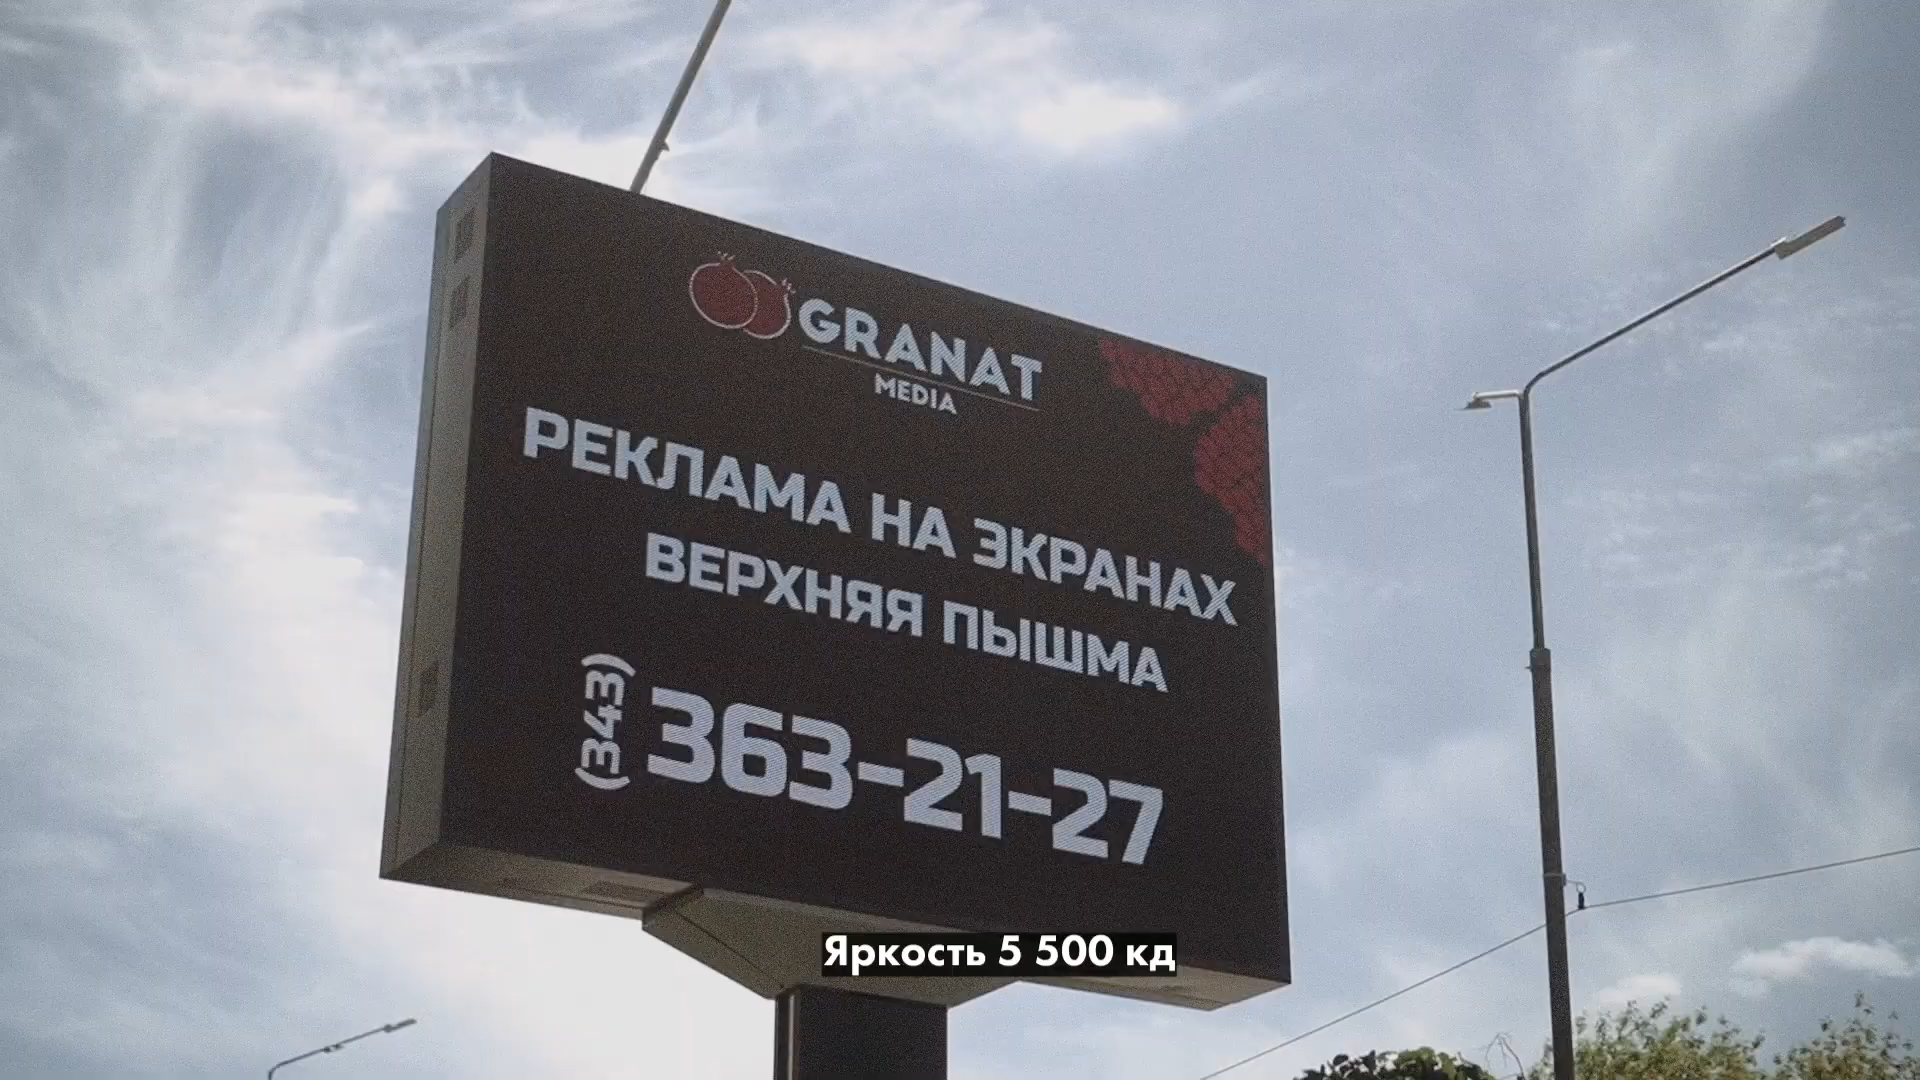 GRANAT
MEDIA
РЕКЛАМА НА ЭКРАНАХ
ВЕРХНЯЯ ПЫШМА
(343) 363-21-27
Яркость 5 500 кд